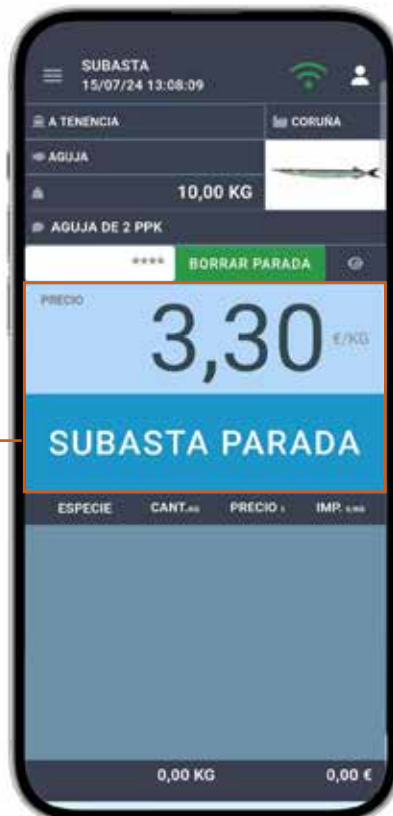 SUBASTA
15/07/24 13:08:09
A TENENCIA
CORUÑA
AGUJA
10,00 KG
AGUJA DE 2 PPK
**** BORRAR PARADA
PRECIO
3,30 €/KG
SUBASTA PARADA
ESPECIE CANT.KG PRECIO IMP.
0,00 KG 0,00 €